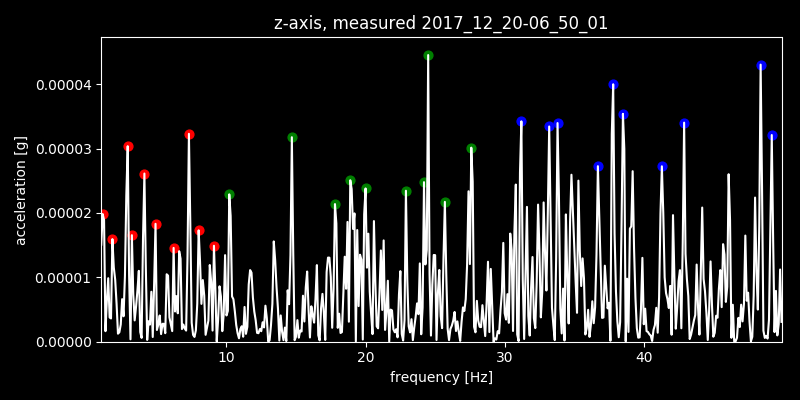 z-axis, measured 2017_12_20-06_50_01
acceleration [g]
0.00004
0.00003
0.00002
0.00001
0.00000
10 20 30 40
frequency [Hz]